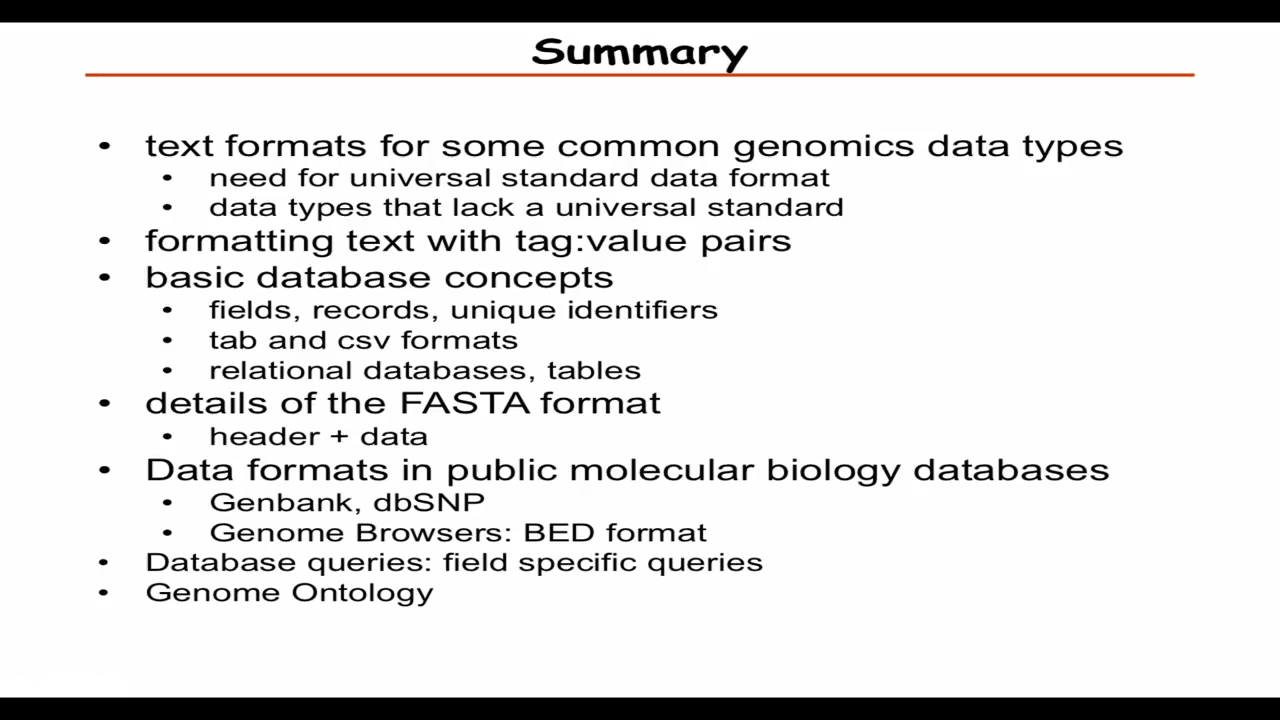 Summary
• text formats for some common genomics data types
• need for universal standard data format
• data types that lack a universal standard
• formatting text with tag:value pairs
• basic database concepts
• fields, records, unique identifiers
• tab and csv formats
• relational databases, tables
• details of the FASTA format
• header + data
• Data formats in public molecular biology databases
• Genbank, dbSNP
• Genome Browsers: BED format
• Database queries: field specific queries
• Genome Ontology